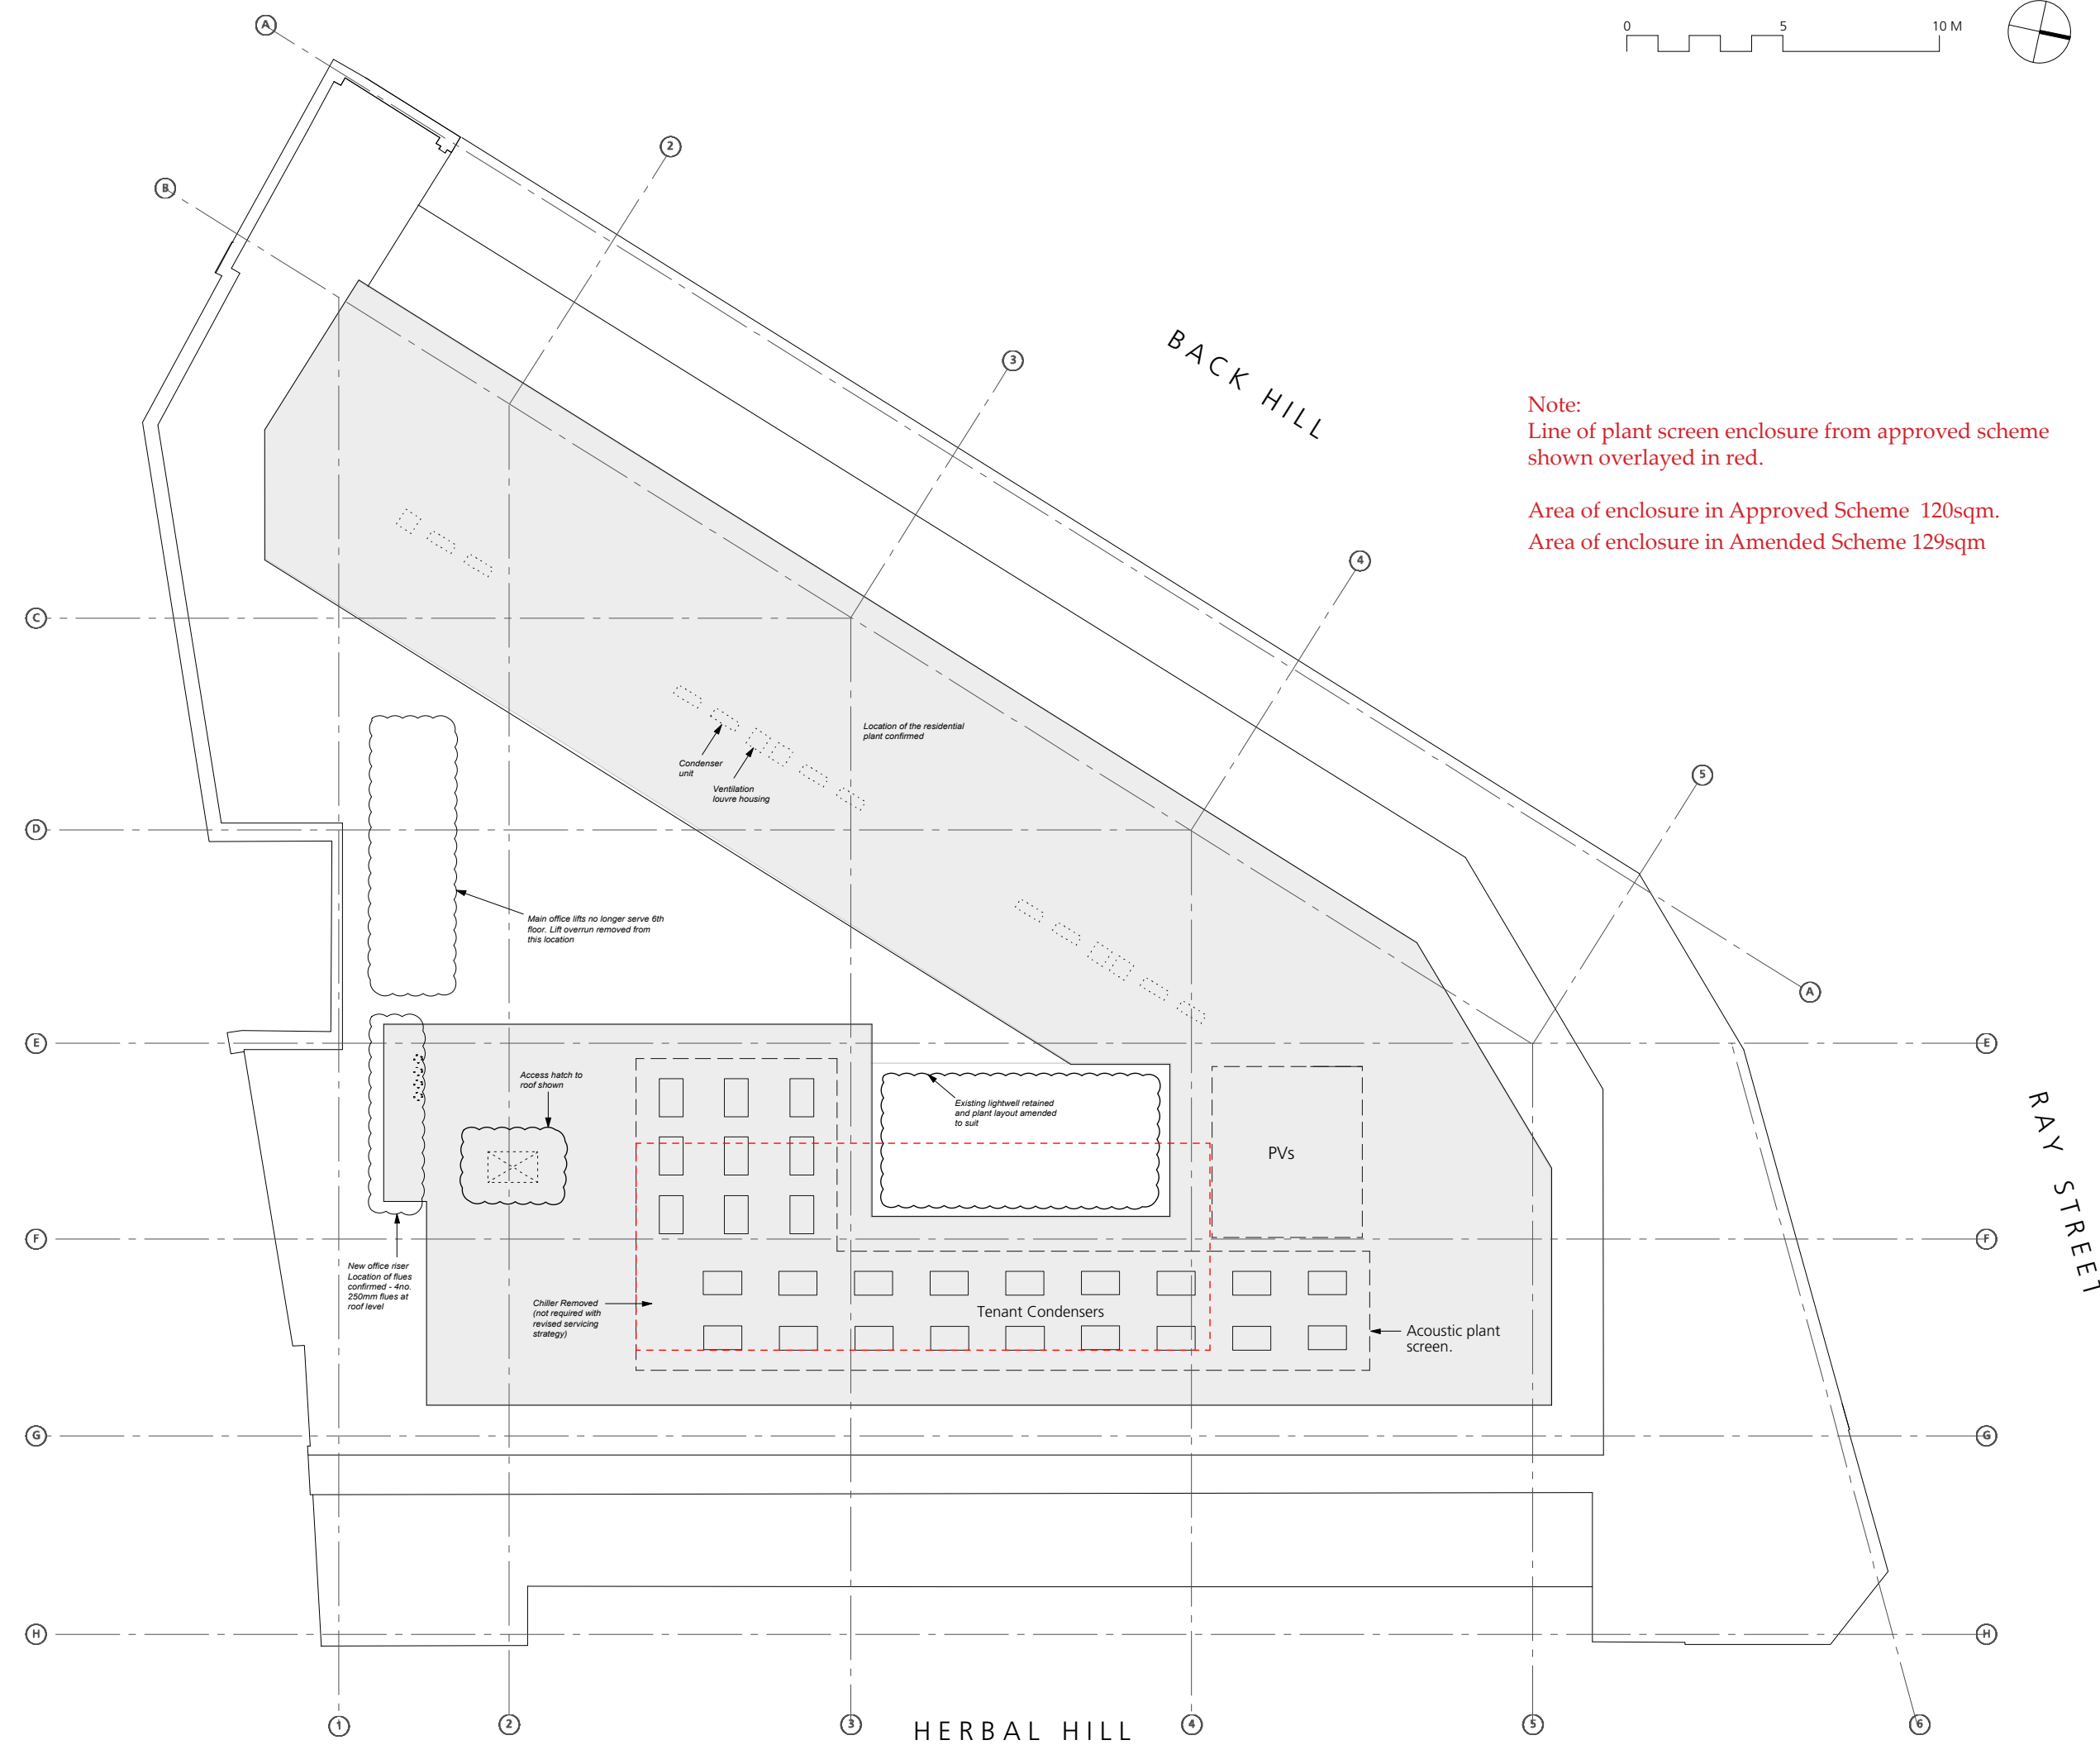 0 5 10 M
A
B
2
3
4
5
BACK HILL
Note:
Line of plant screen enclosure from approved scheme
shown overlayed in red.
Area of enclosure in Approved Scheme 120sqm.
Area of enclosure in Amended Scheme 129sqm
C
Location of the residential
plant confirmed
Condenser
unit
Ventilation
louvre housing
D
Main office lifts no longer serve 6th
floor. Lift overrun removed from
this location
A
E
E
Access hatch to
roof shown
Existing lightwell retained
and plant layout amended
to suit
PVs
RAY STREET
F
F
New office riser
Location of flues
confirmed - 4no.
250mm flues at
roof level
Chiller Removed
(not required with
revised servicing
strategy)
Tenant Condensers
Acoustic plant
screen.
G
G
H
H
1
2
3
4
5
6
HERBAL HILL